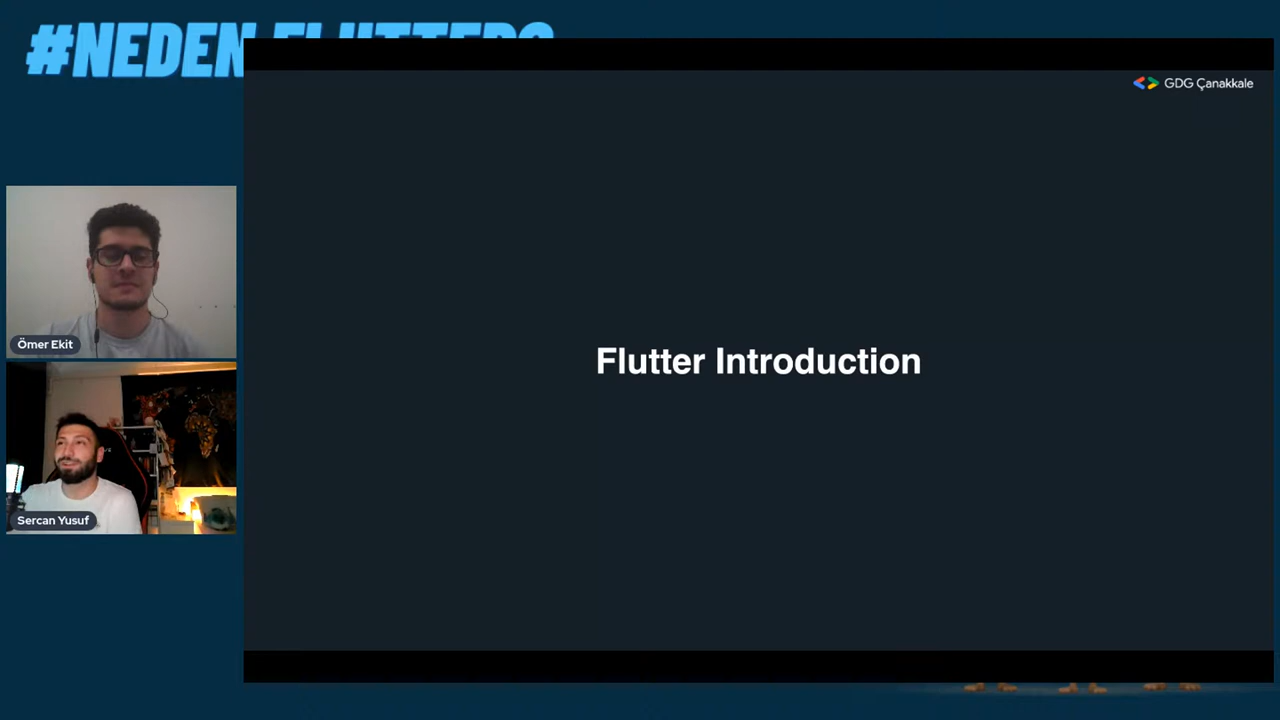 #NEDEN
GDG Çanakkale
Flutter Introduction
Ömer Ekit
Sercan Yusuf